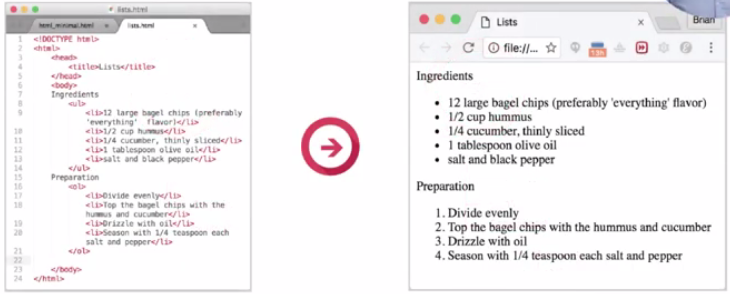 lists.html
html_minimal.html × lists.html ×
1 <!DOCTYPE html>
2 <html>
3 <head>
4 <title>Lists</title>
5 </head>
6 <body>
7 Ingredients
8 <ul>
9 <li>12 large bagel chips (preferably
'everything' flavor)</li>
10 <li>1/2 cup hummus</li>
11 <li>1/4 cucumber, thinly sliced</li>
12 <li>1 tablespoon olive oil</li>
13 <li>salt and black pepper</li>
14 </ul>
15 Preparation
16 <ol>
17 <li>Divide evenly</li>
18 <li>Top the bagel chips with the
hummus and cucumber</li>
19 <li>Drizzle with oil</li>
20 <li>Season with 1/4 teaspoon each
salt and pepper</li>
21 </ol>
22
23 </body>
24 </html>
Lists × Brian
file://...
Ingredients
• 12 large bagel chips (preferably 'everything' flavor)
• 1/2 cup hummus
• 1/4 cucumber, thinly sliced
• 1 tablespoon olive oil
• salt and black pepper
Preparation
1. Divide evenly
2. Top the bagel chips with the hummus and cucumber
3. Drizzle with oil
4. Season with 1/4 teaspoon each salt and pepper